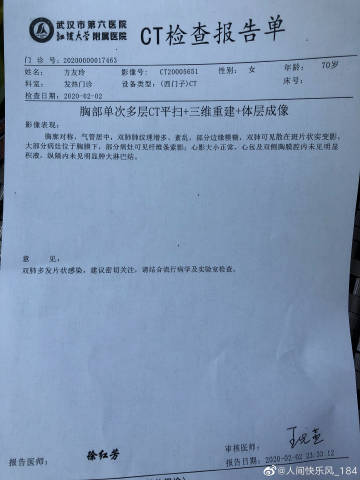 武汉市第六医院
江汉大学附属医院
CT检查报告单
门 诊 号：20200000017463
姓名： 方友玲 影像号： CT20005651 性别： 女 年龄： 70岁
科室： 发热门诊 设备类型： (西门子)CT 床号：
检查日期： 2020-02-02
胸部单次多层CT平扫+三维重建+体层成像
影像表现：
胸廓对称，气管居中，双肺肺纹理增多、紊乱，部分边缘模糊，双肺可见散在斑片状实变影，
大部分病灶位于胸膜下，部分病灶可见纤维条索影；心影大小正常，心包及双侧胸膜腔内未见明显
积液，纵隔内未见明显肿大淋巴结。
意 见：
双肺多发片状感染，建议密切关注，请结合流行病学及实验室检查。
报告医师： 徐红芳
审核医师：
报告日期： 2020-02-02 23:33:12
@人间快乐风_184